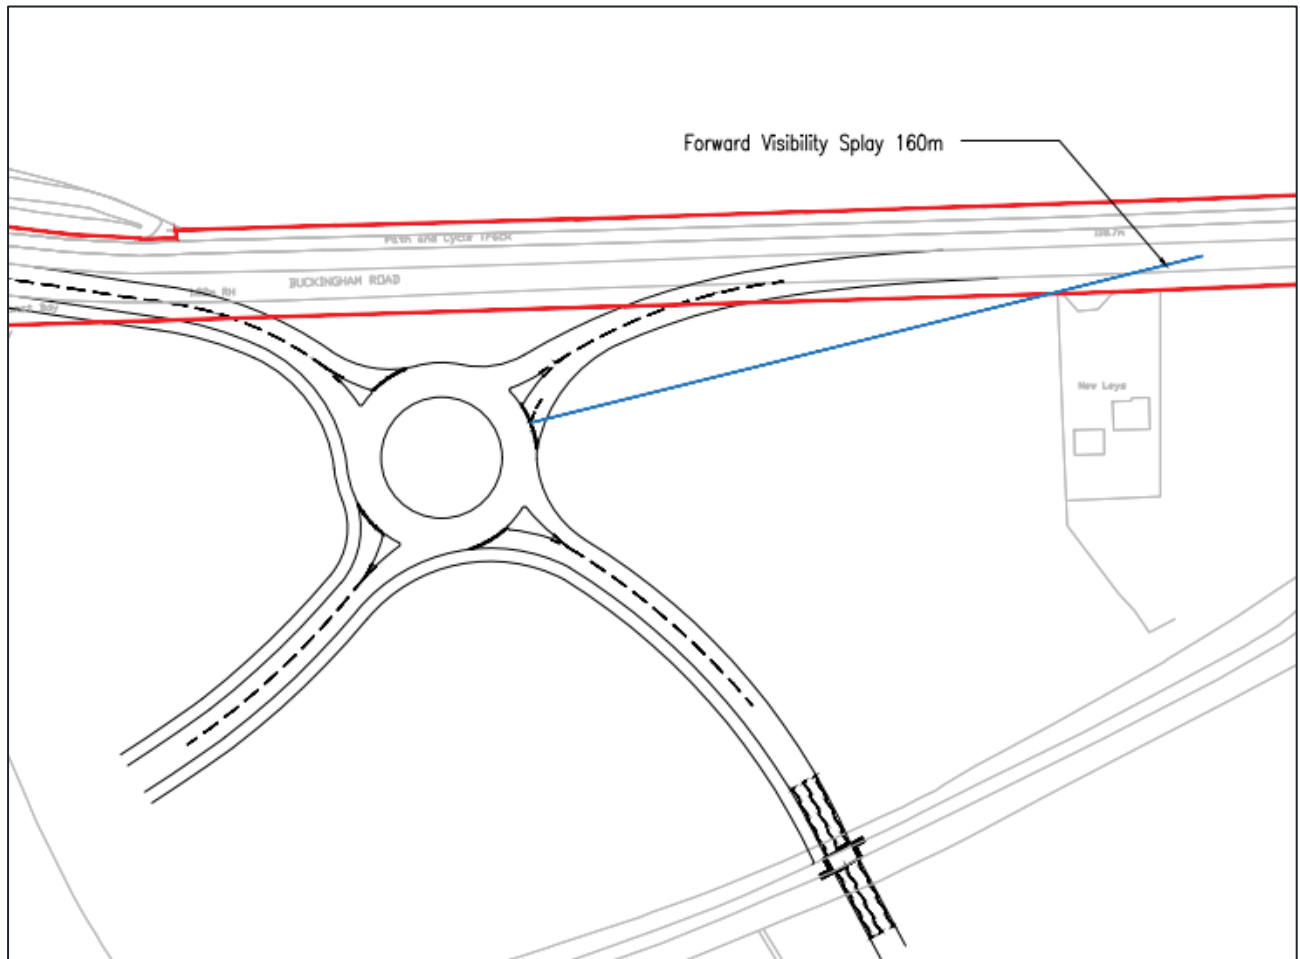 Forward Visibility Splay 160m
Path and Cycle Track
BUCKINGHAM ROAD
New Leys